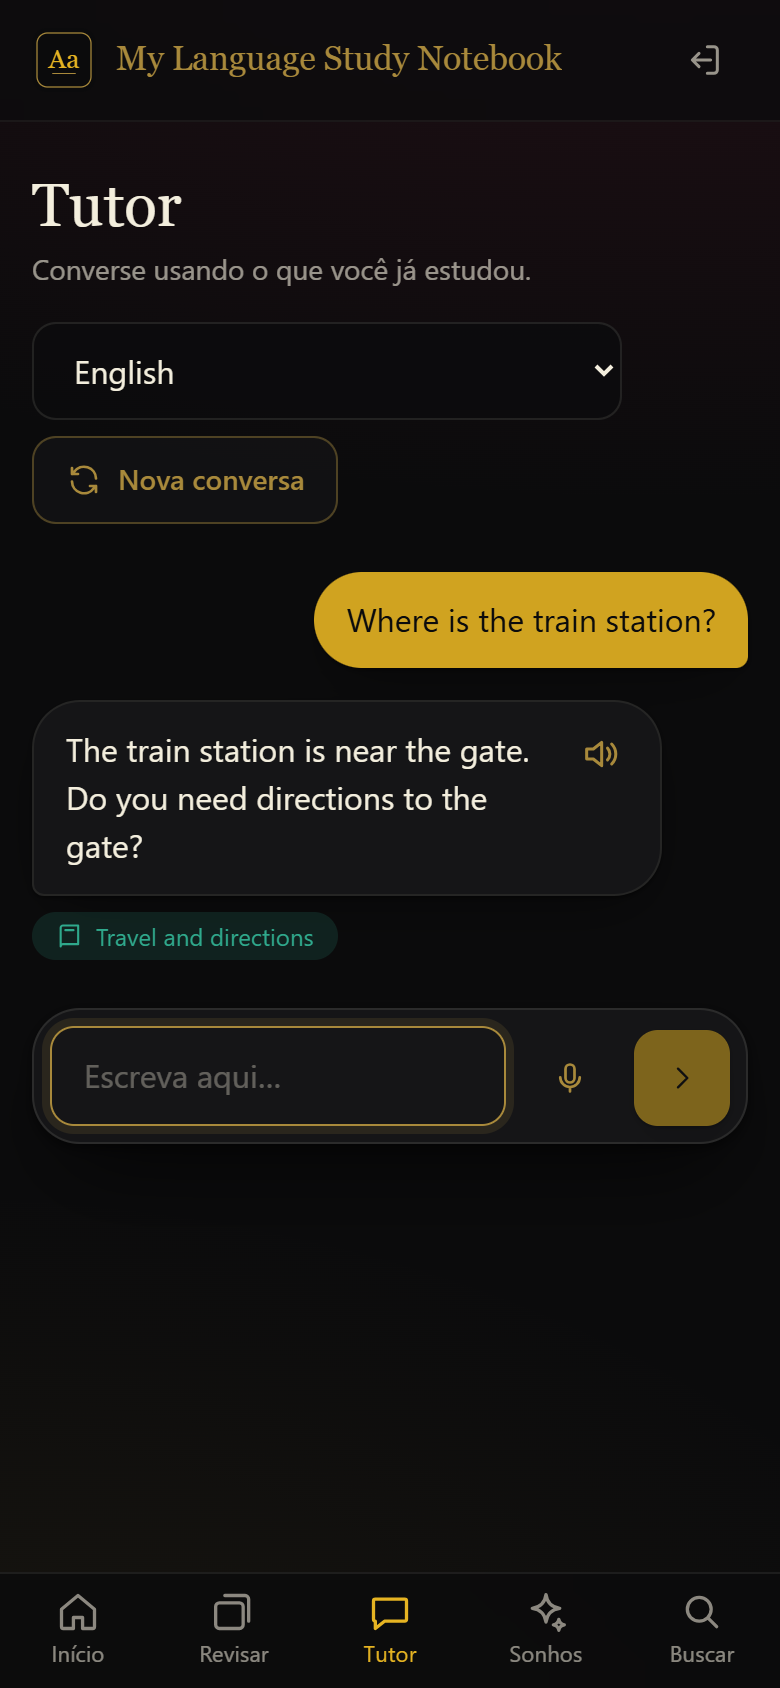 Aa
My Language Study Notebook
Tutor
Converse usando o que você já estudou.
English
Nova conversa
Where is the train station?
The train station is near the gate.
Do you need directions to the
gate?
Travel and directions
Escreva aqui...
Início
Revisar
Tutor
Sonhos
Buscar